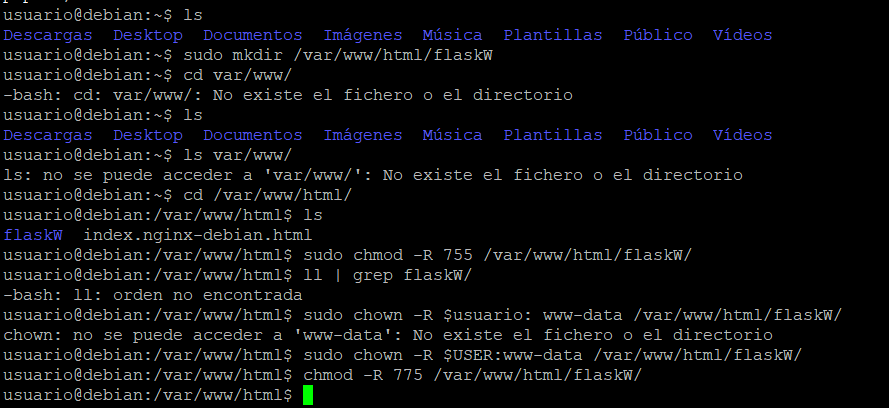 usuario@debian:~$ ls
Descargas  Desktop  Documentos  Imágenes  Música  Plantillas  Público  Vídeos
usuario@debian:~$ sudo mkdir /var/www/html/flaskW
usuario@debian:~$ cd var/www/
-bash: cd: var/www/: No existe el fichero o el directorio
usuario@debian:~$ ls
Descargas  Desktop  Documentos  Imágenes  Música  Plantillas  Público  Vídeos
usuario@debian:~$ ls var/www/
ls: no se puede acceder a 'var/www/': No existe el fichero o el directorio
usuario@debian:~$ cd /var/www/html/
usuario@debian:/var/www/html$ ls
flaskW  index.nginx-debian.html
usuario@debian:/var/www/html$ sudo chmod -R 755 /var/www/html/flaskW/
usuario@debian:/var/www/html$ ll | grep flaskW/
-bash: ll: orden no encontrada
usuario@debian:/var/www/html$ sudo chown -R $usuario: www-data /var/www/html/flaskW/
chown: no se puede acceder a 'www-data': No existe el fichero o el directorio
usuario@debian:/var/www/html$ sudo chown -R $USER:www-data /var/www/html/flaskW/
usuario@debian:/var/www/html$ chmod -R 775 /var/www/html/flaskW/
usuario@debian:/var/www/html$